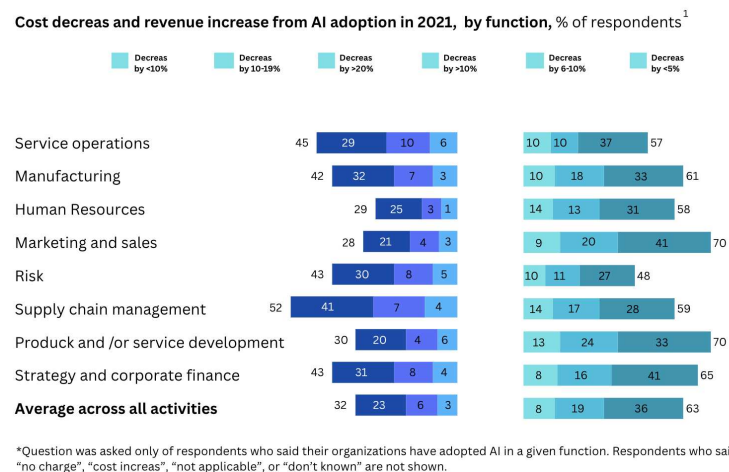 Cost decreas and revenue increase from AI adoption in 2021, by function, % of respondents1
Decreas by <10%
Decreas by 10-19%
Decreas by >20%
Decreas by >10%
Decreas by 6-10%
Decreas by <5%
Service operations 45 29 10 6 10 10 37 57
Manufacturing 42 32 7 3 10 18 33 61
Human Resources 29 25 3 1 14 13 31 58
Marketing and sales 28 21 4 3 9 20 41 70
Risk 43 30 8 5 10 11 27 48
Supply chain management 52 41 7 4 14 17 28 59
Produck and /or service development 30 20 4 6 13 24 33 70
Strategy and corporate finance 43 31 8 4 8 16 41 65
Average across all activities 32 23 6 3 8 19 36 63
*Question was asked only of respondents who said their organizations have adopted AI in a given function. Respondents who sai
“no charge”, “cost increas”, “not applicable”, or “don’t known” are not shown.